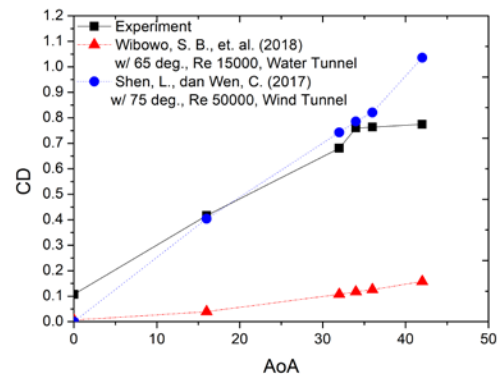 1.2
1.1
1.0
0.9
0.8
0.7
0.6
0.5
0.4
0.3
0.2
0.1
0.0
CD
Experiment
Wibowo, S. B., et. al. (2018)
w/ 65 deg., Re 15000, Water Tunnel
Shen, L., dan Wen, C. (2017)
w/ 75 deg., Re 50000, Wind Tunnel
0 10 20 30 40 50
AoA